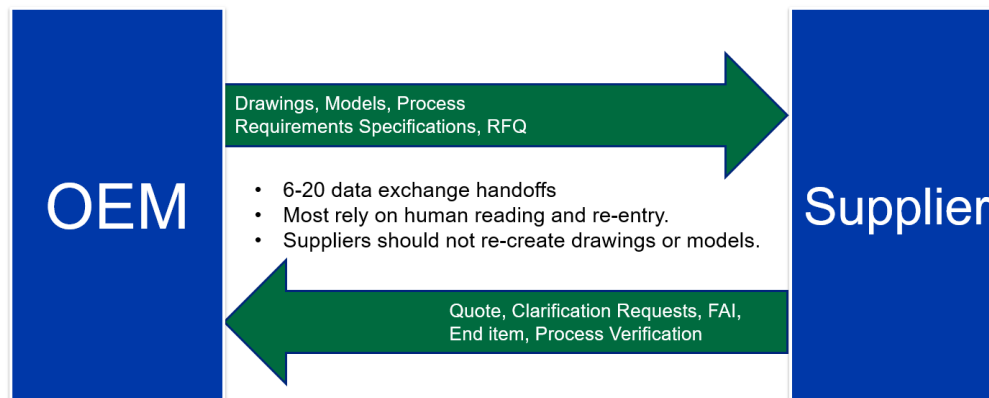 OEM
Drawings, Models, Process
Requirements Specifications, RFQ
• 6-20 data exchange handoffs
• Most rely on human reading and re-entry.
• Suppliers should not re-create drawings or models.
Quote, Clarification Requests, FAI,
End item, Process Verification
Supplier